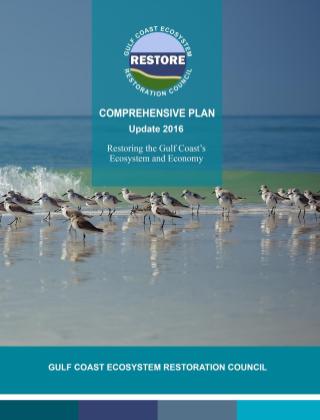 GULF COAST ECOSYSTEM
RESTORE
RESTORATION COUNCIL
COMPREHENSIVE PLAN
Update 2016
Restoring the Gulf Coast's
Ecosystem and Economy
GULF COAST ECOSYSTEM RESTORATION COUNCIL